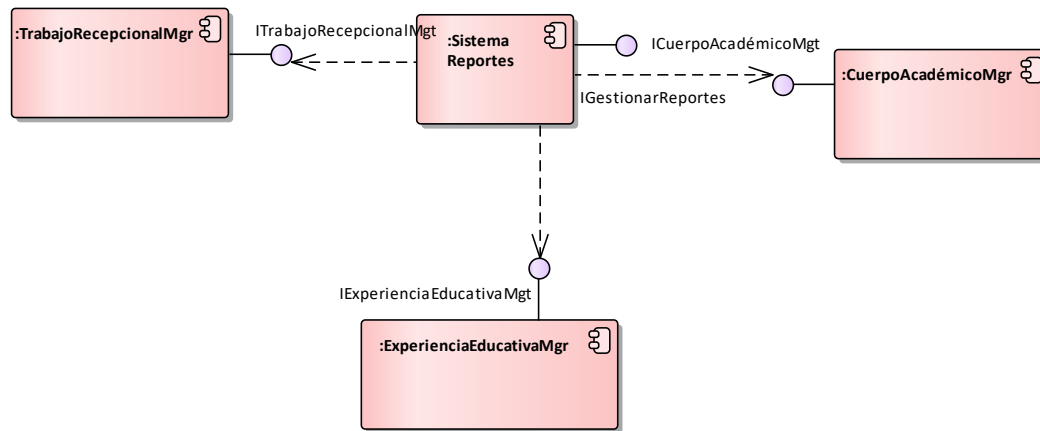 :TrabajoRecepcionalMgr
ITrabajoRecepcionalMgt
:Sistema
Reportes
ICuerpoAcadémicoMgt
IGestionarReportes
:CuerpoAcadémicoMgr
IExperienciaEducativaMgt
:ExperienciaEducativaMgr